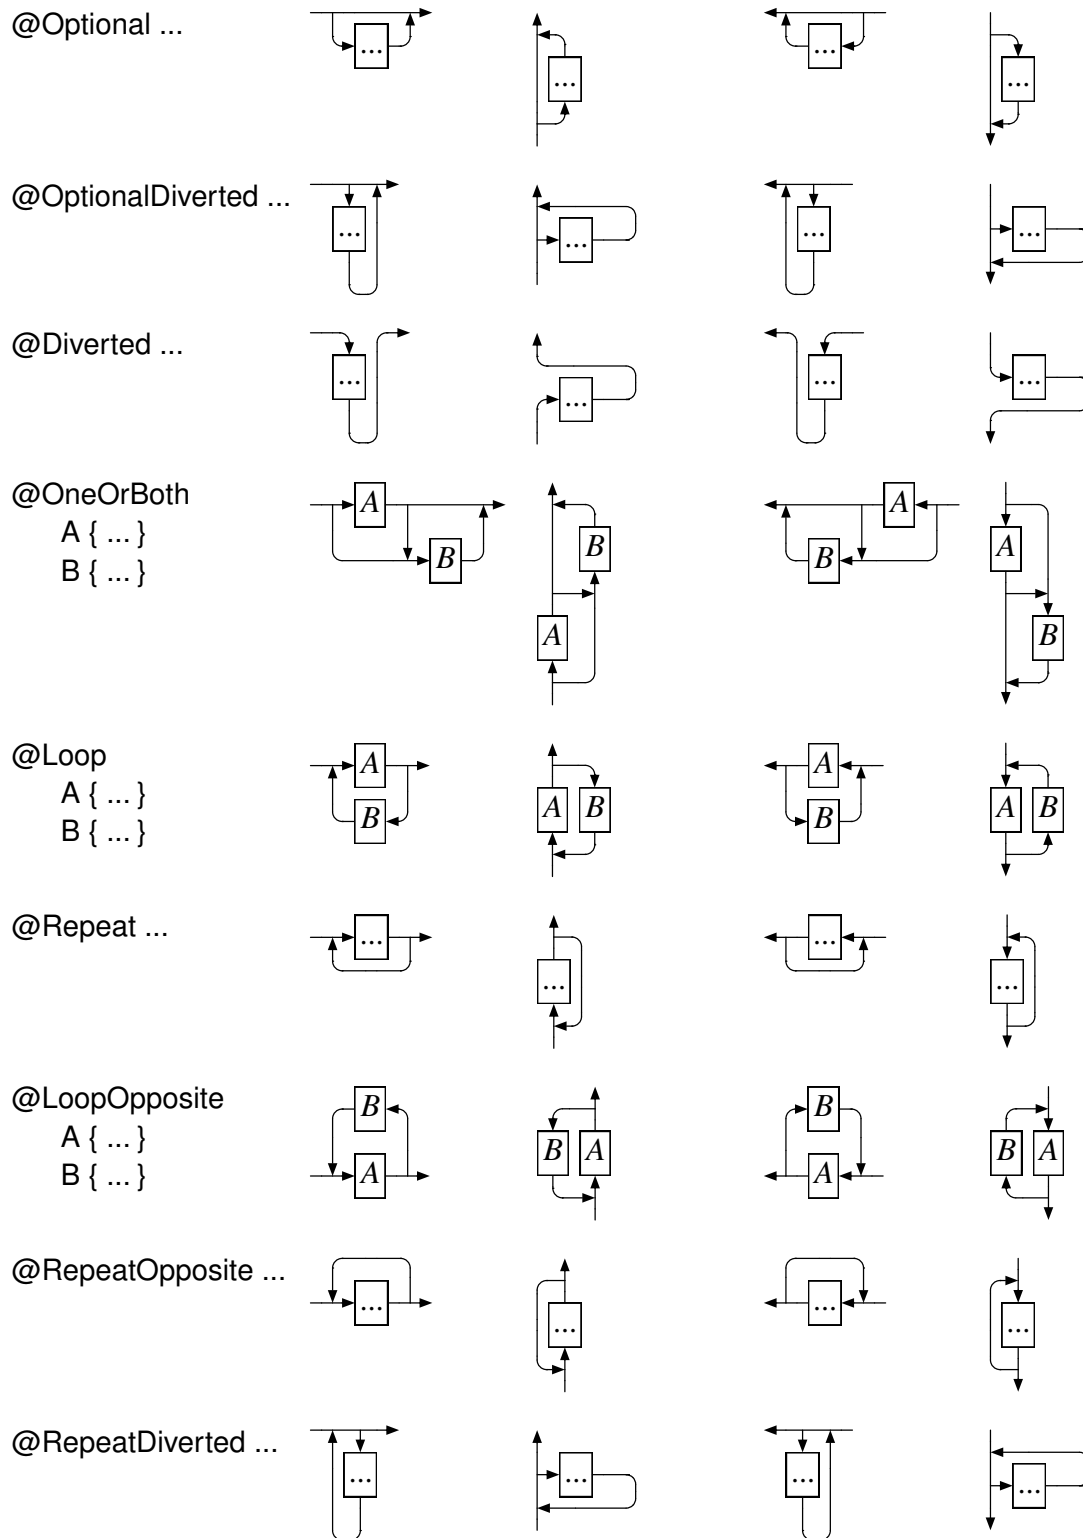 @Optional ...
... ... ... ...
@OptionalDiverted ...
... ... ... ...
@Diverted ...
... ... ... ...
@OneOrBoth
A { ... }
B { ... }
A B B A A B A B
@Loop
A { ... }
B { ... }
A B A B A B A B
@Repeat ...
... ... ... ...
@LoopOpposite
A { ... }
B { ... }
B A B A B A B A
@RepeatOpposite ...
... ... ... ...
@RepeatDiverted ...
... ... ... ...